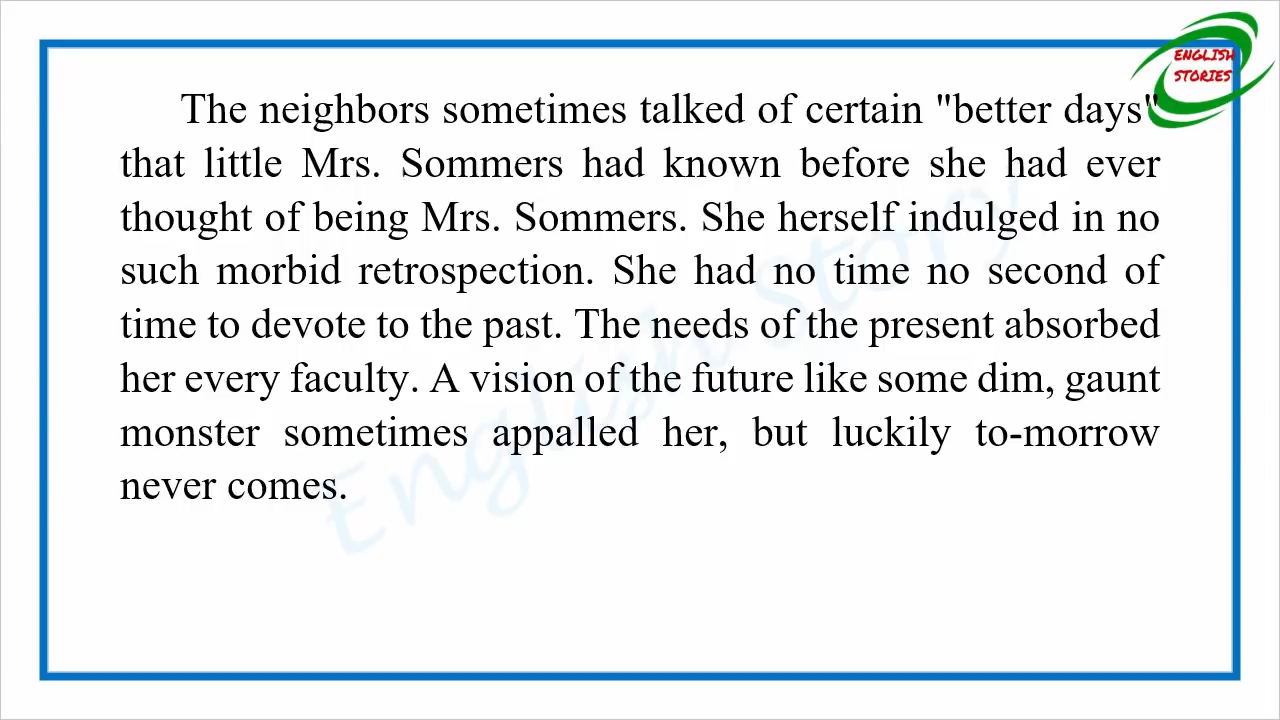 ENGLISH
STORIES
The neighbors sometimes talked of certain "better days"
that little Mrs. Sommers had known before she had ever
thought of being Mrs. Sommers. She herself indulged in no
such morbid retrospection. She had no time no second of
time to devote to the past. The needs of the present absorbed
her every faculty. A vision of the future like some dim, gaunt
monster sometimes appalled her, but luckily to-morrow
never comes.
English Story